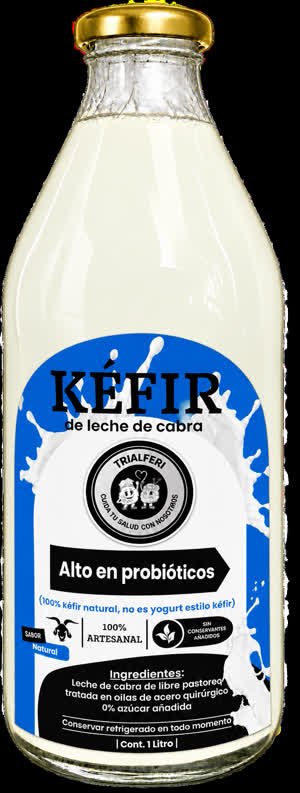 KÉFIR
de leche de cabra
TRIALFERI
CUIDA TU SALUD CON NOSOTROS
Alto en probióticos
(100% kéfir natural, no es yogurt estilo kéfir)
SABOR
Natural
100%
ARTESANAL
SIN
CONSERVANTES
AÑADIDOS
Ingredientes:
Leche de cabra de libre pastoreo
tratada en ollas de acero quirúrgico
0% azúcar añadida
Conservar refrigerado en todo momento
| Cont. 1 Litro |